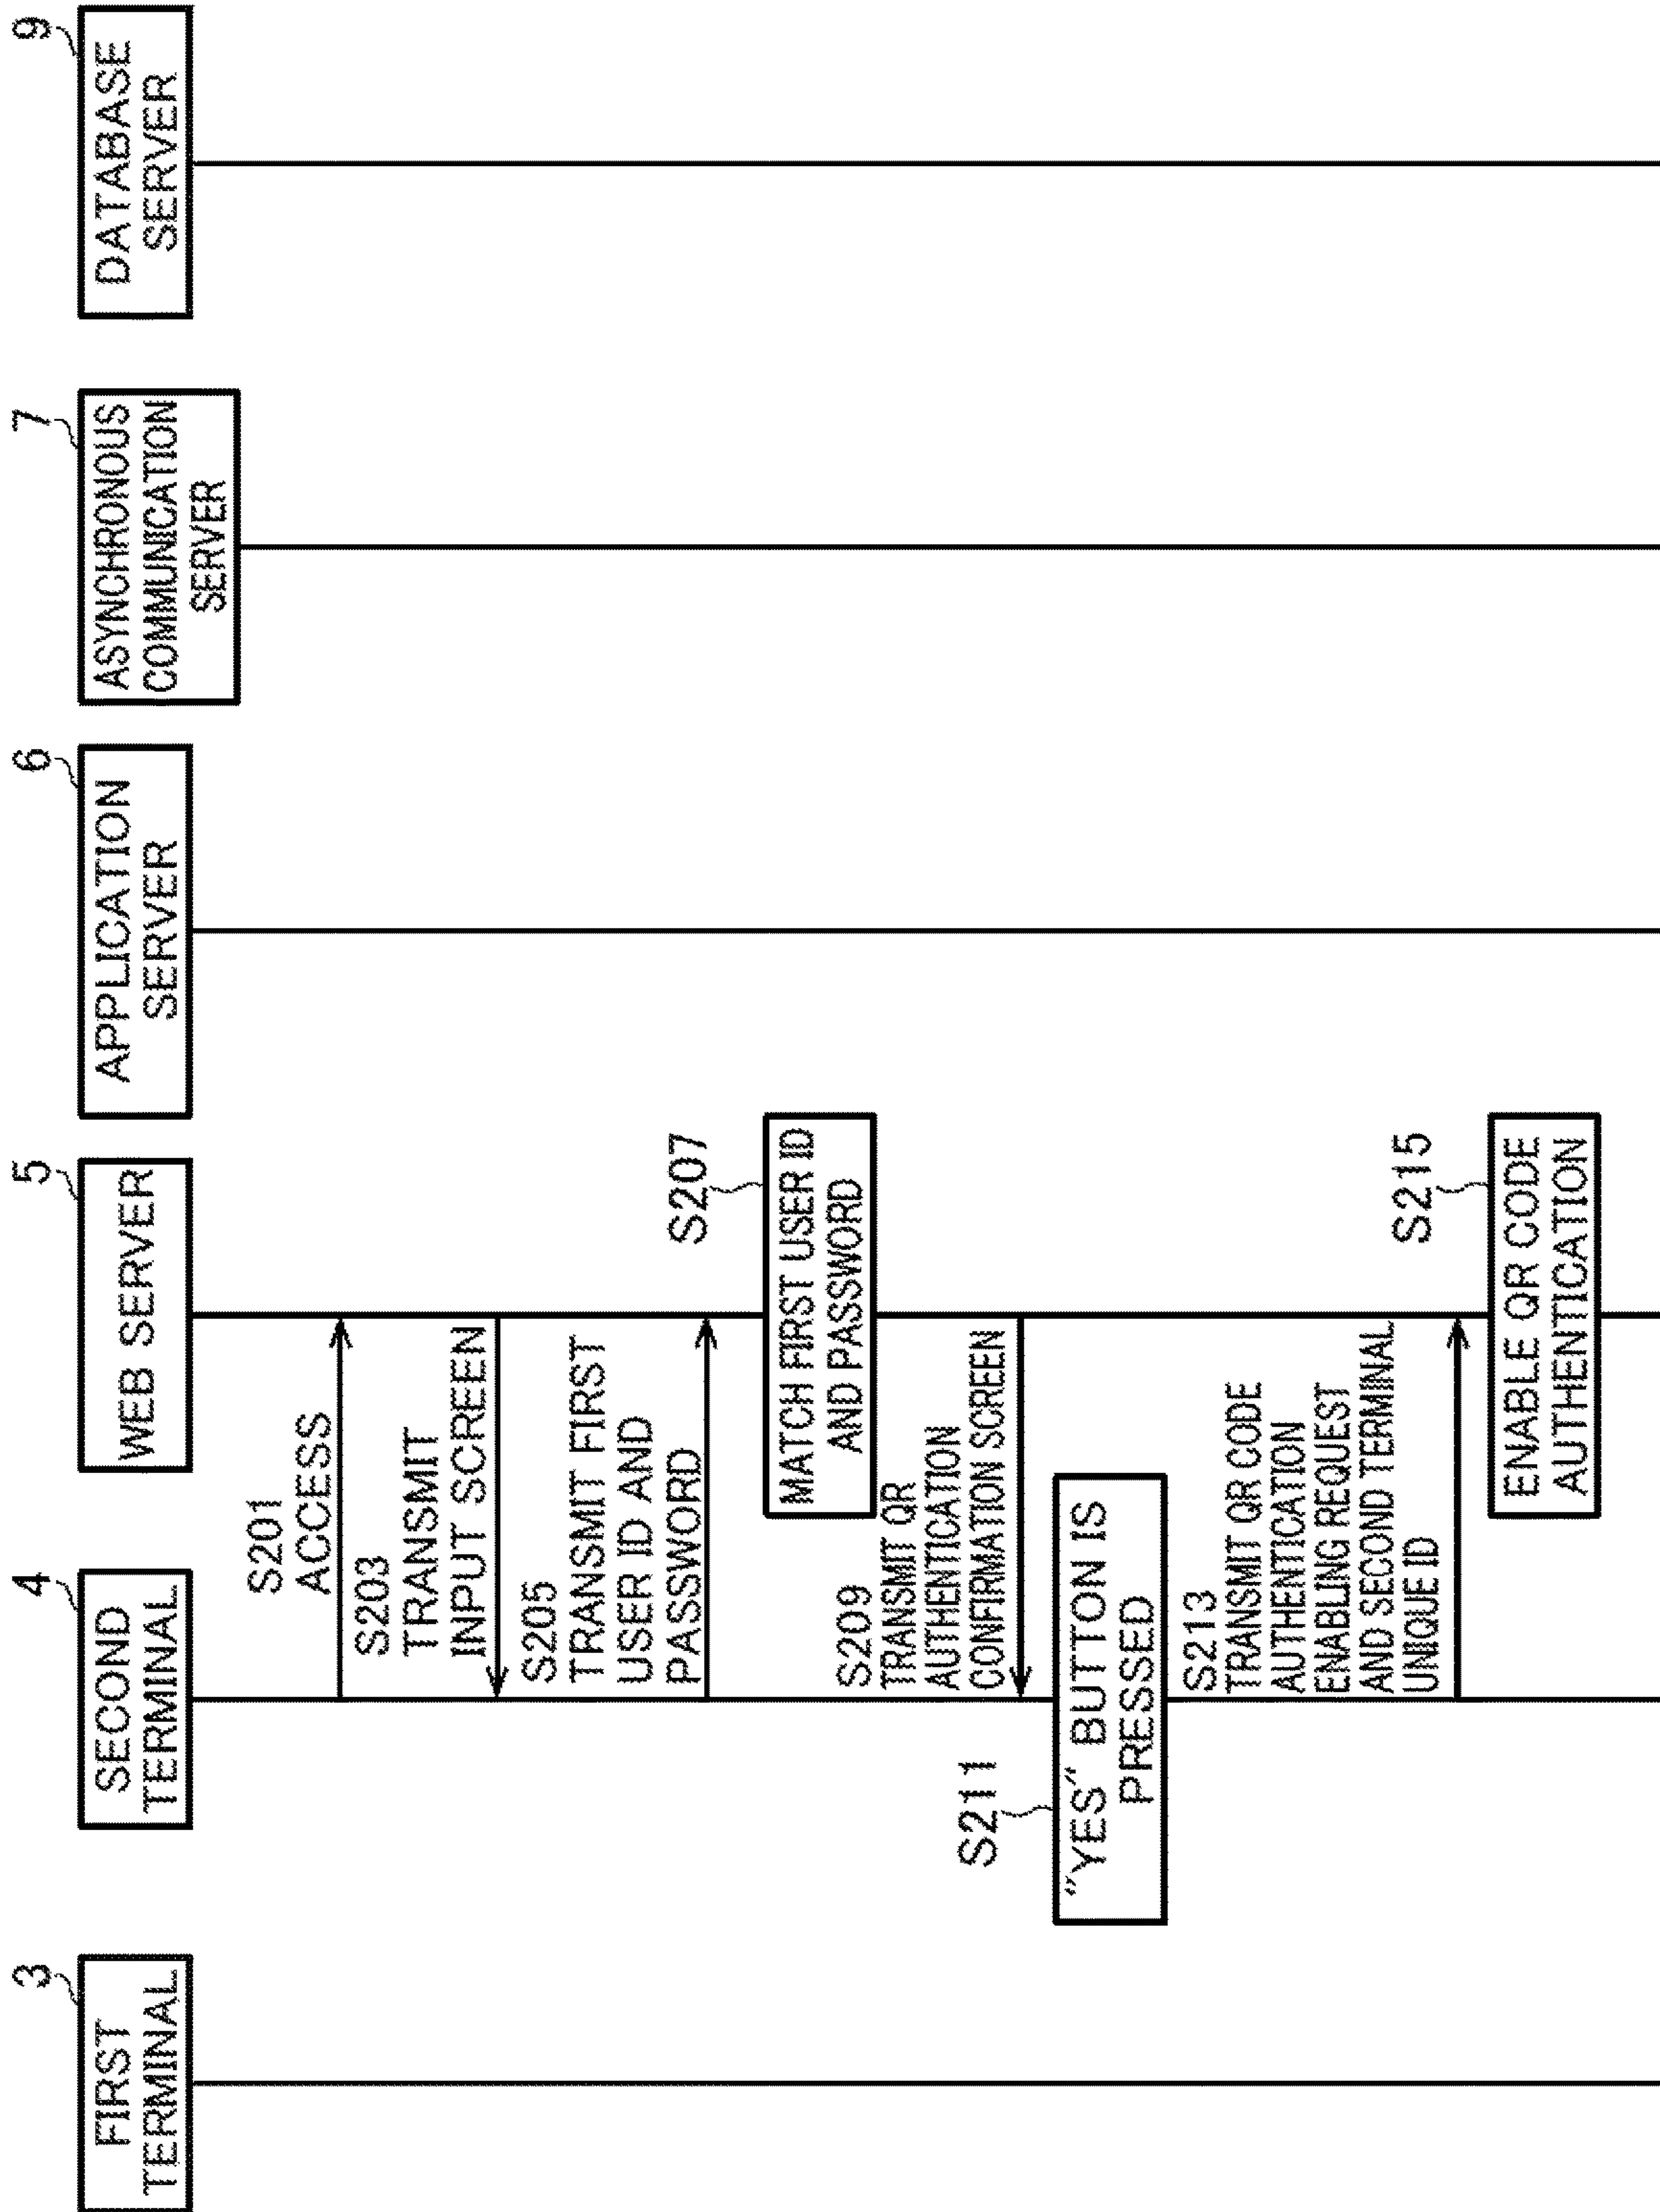 3
FIRST
TERMINAL
4
SECOND
TERMINAL
5
WEB SERVER
6
APPLICATION
SERVER
7
ASYNCHRONOUS
COMMUNICATION
SERVER
9
DATABASE
SERVER
S201
ACCESS
S203
TRANSMIT
INPUT SCREEN
S205
TRANSMIT FIRST
USER ID AND
PASSWORD
S207
MATCH FIRST USER ID
AND PASSWORD
S209
TRANSMIT QR
AUTHENTICATION
CONFIRMATION SCREEN
S211
"YES" BUTTON IS
PRESSED
S213
TRANSMIT QR CODE
AUTHENTICATION
ENABLING REQUEST
AND SECOND TERMINAL
UNIQUE ID
S215
ENABLE QR CODE
AUTHENTICATION